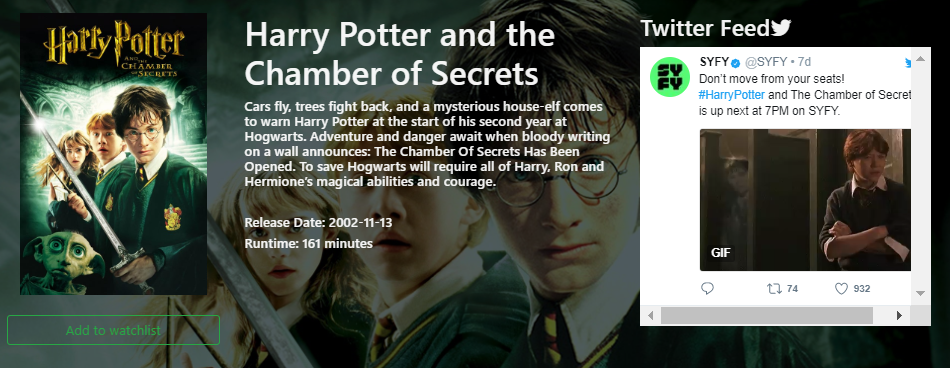 Harry Potter
AND THE
CHAMBER
OF SECRETS
Add to watchlist
Harry Potter and the
Chamber of Secrets
Cars fly, trees fight back, and a mysterious house-elf comes
to warn Harry Potter at the start of his second year at
Hogwarts. Adventure and danger await when bloody writing
on a wall announces: The Chamber Of Secrets Has Been
Opened. To save Hogwarts will require all of Harry, Ron and
Hermione's magical abilities and courage.
Release Date: 2002-11-13
Runtime: 161 minutes
Twitter Feed
SY
FY
SYFY @SYFY • 7d
Don't move from your seats!
#HarryPotter and The Chamber of Secret
is up next at 7PM on SYFY.
GIF
74
932